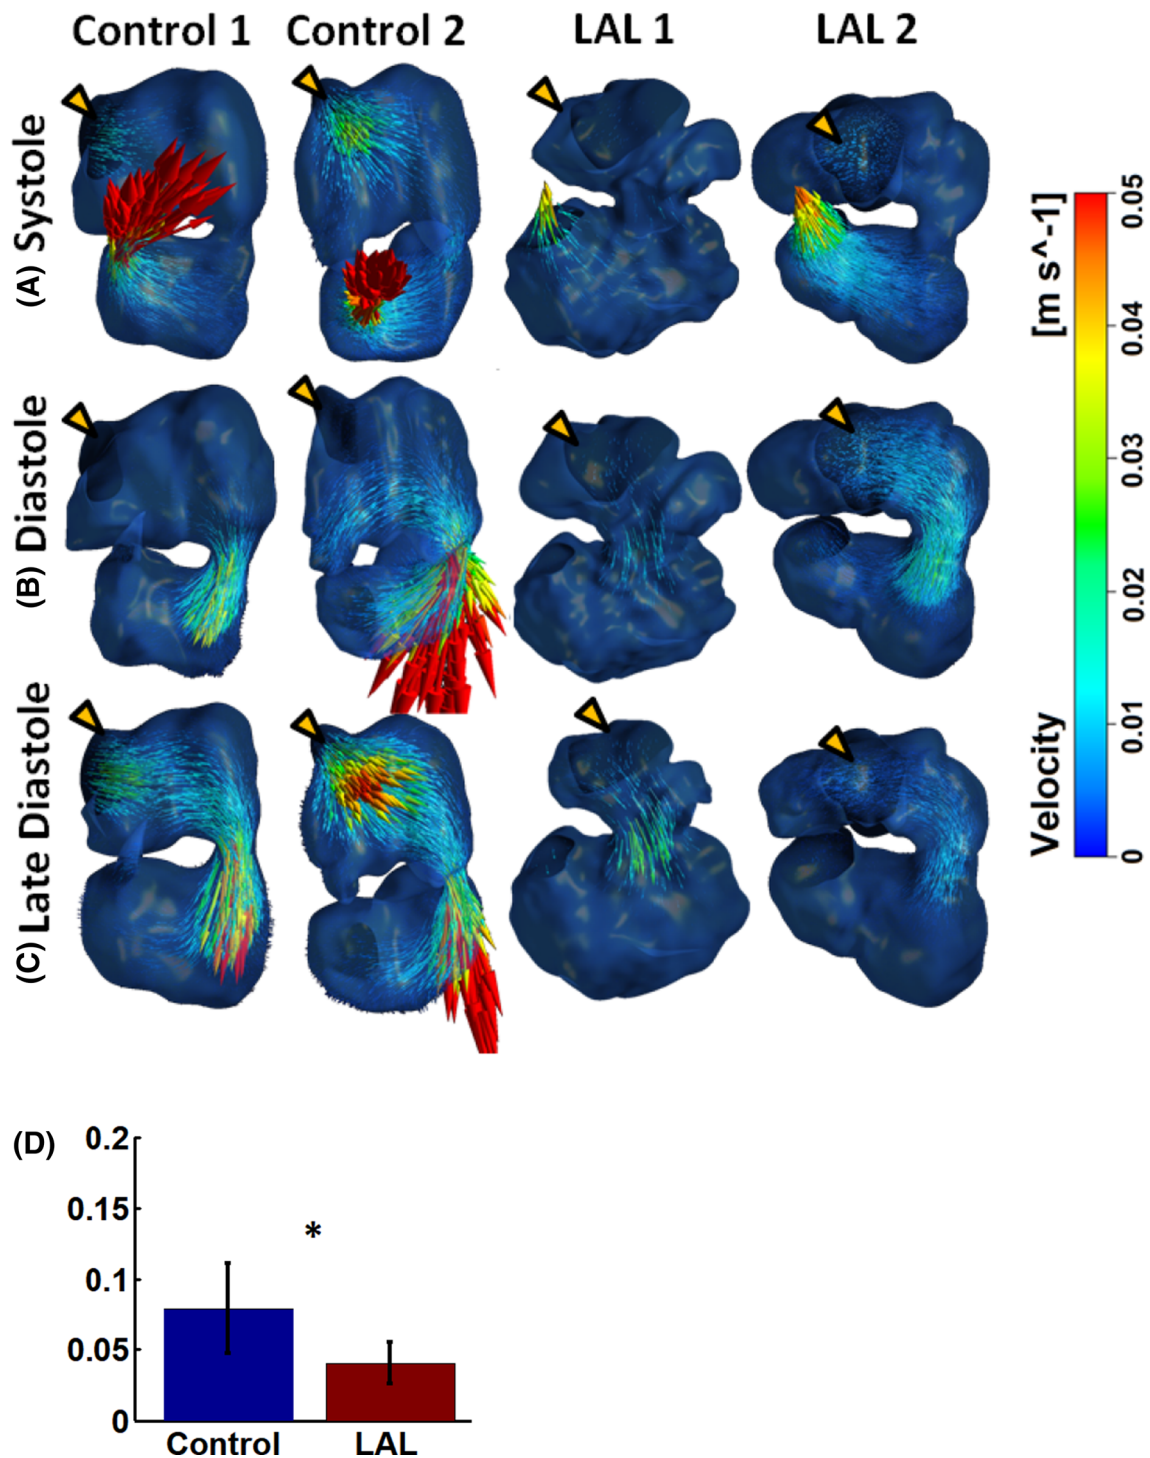 Control 1 Control 2 LAL 1 LAL 2
(A) Systole
(B) Diastole
(C) Late Diastole
Velocity [m s^-1]
0.05
0.04
0.03
0.02
0.01
0
(D)
0.2
0.15
0.1
0.05
0
*
Control LAL